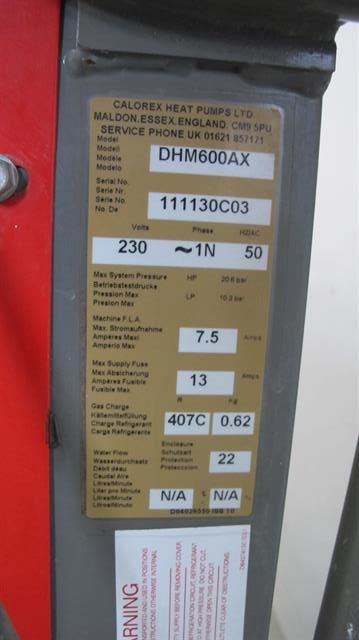 CALOREX HEAT PUMPS LTD.
MALDON.ESSEX.ENGLAND. CM9 5PU
SERVICE PHONE UK 01621 857171
Model
Modell
Modèle
Modelo
DHM600AX
Serial No.
Serie Nr.
Série No.
No. De
111130C03
Volts Phase HZ/AC
230 ~1N 50
Max System Pressure HP 20.6 bar
Betriebstestdrucke
Pression Max LP 10.3 bar
Presion Max
Machine F.L.A.
Max. Stromaufnahme
Ampères Maxi
Amperio Max
7.5 Amps
Max Supply Fuse
Max Absicherung
Ampères Fusible
Fusible Max
13 Amps
R Kg
Gas Charge
Kältemittelfüllung
Charge Refrigerant
Carga Refrigerante
407C 0.62
Enclosure
Schutzart
Protection
Proteccion
22
Water Flow
Wasserdurchsatz
Débit deau
Caudal Aire
Litres/Minute
Liter pro Minute
Litres/Minute
Litros/Minute
N/A N/A
WARNING